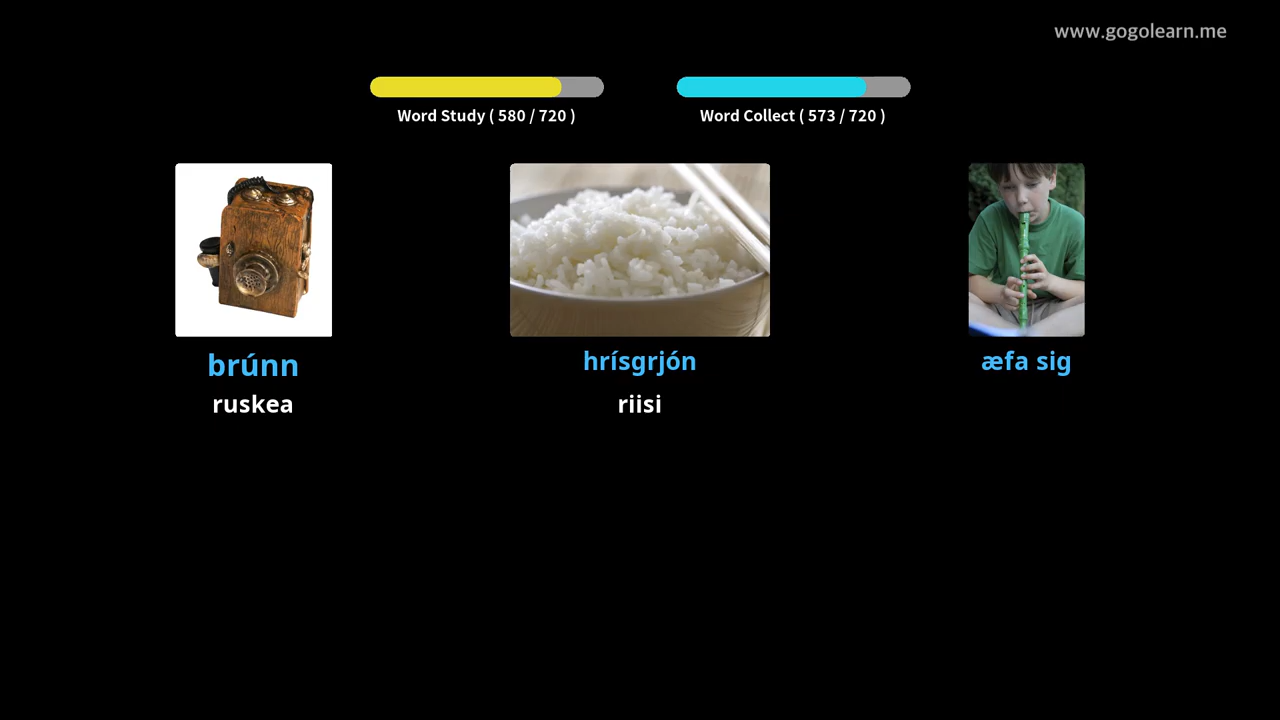 www.gogolearn.me
Word Study ( 580 / 720 )
Word Collect ( 573 / 720 )
brúnn
hrísgrjón
æfa sig
ruskea
riisi